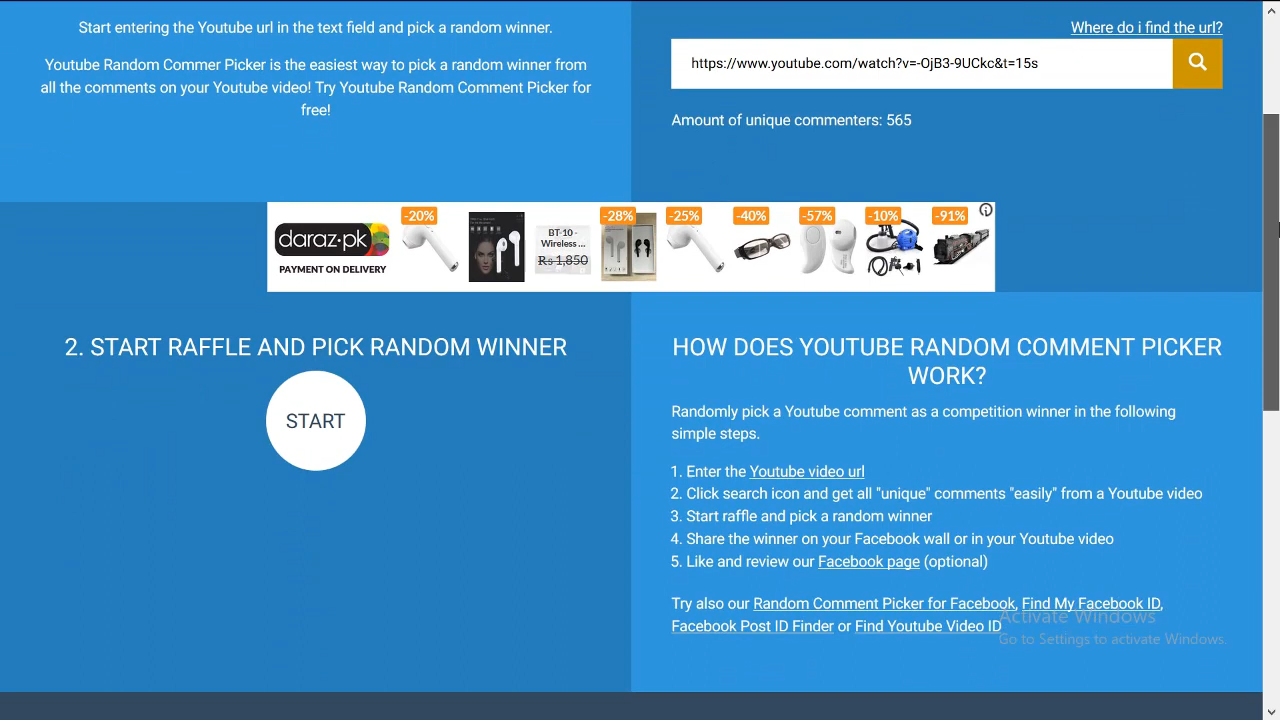 Start entering the Youtube url in the text field and pick a random winner.
Youtube Random Commer Picker is the easiest way to pick a random winner from
all the comments on your Youtube video! Try Youtube Random Comment Picker for
free!
Where do i find the url?
https://www.youtube.com/watch?v=-OjB3-9UCkc&t=15s
Amount of unique commenters: 565
daraz.pk
PAYMENT ON DELIVERY
-20%
BT-10 -
Wireless ...
Rs 1,850
-28%
-25%
-40%
-57%
-10%
-91%
2. START RAFFLE AND PICK RANDOM WINNER
START
HOW DOES YOUTUBE RANDOM COMMENT PICKER
WORK?
Randomly pick a Youtube comment as a competition winner in the following
simple steps.
1. Enter the Youtube video url
2. Click search icon and get all "unique" comments "easily" from a Youtube video
3. Start raffle and pick a random winner
4. Share the winner on your Facebook wall or in your Youtube video
5. Like and review our Facebook page (optional)
Try also our Random Comment Picker for Facebook, Find My Facebook ID,
Facebook Post ID Finder or Find Youtube Video ID
Activate Windows
Go to Settings to activate Windows.